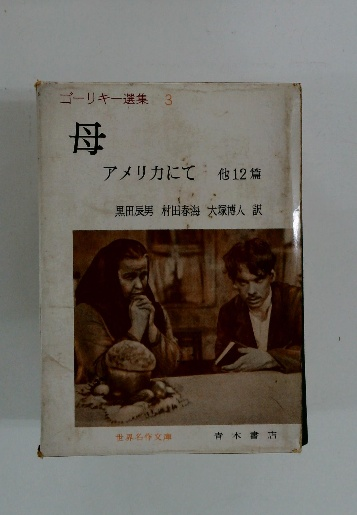 ゴーリキー選集 3
母
アメリカにて 他12篇
黒田辰男 村田春海 大塚博人 訳
世界名作文庫 青木書店